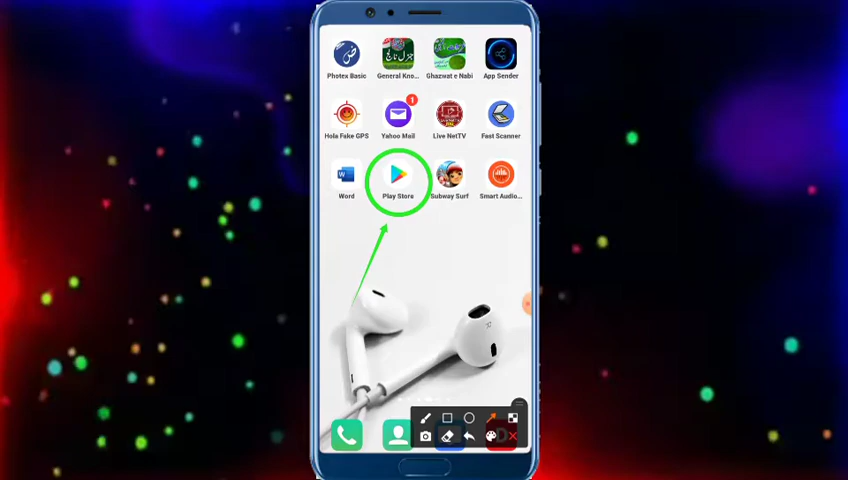 Photex Basic General Kno... Ghazwat e Nabi App Sender
1
Hola Fake GPS Yahoo Mail Live NetTV Fast Scanner
W
Word Play Store Subway Surf Smart Audio...